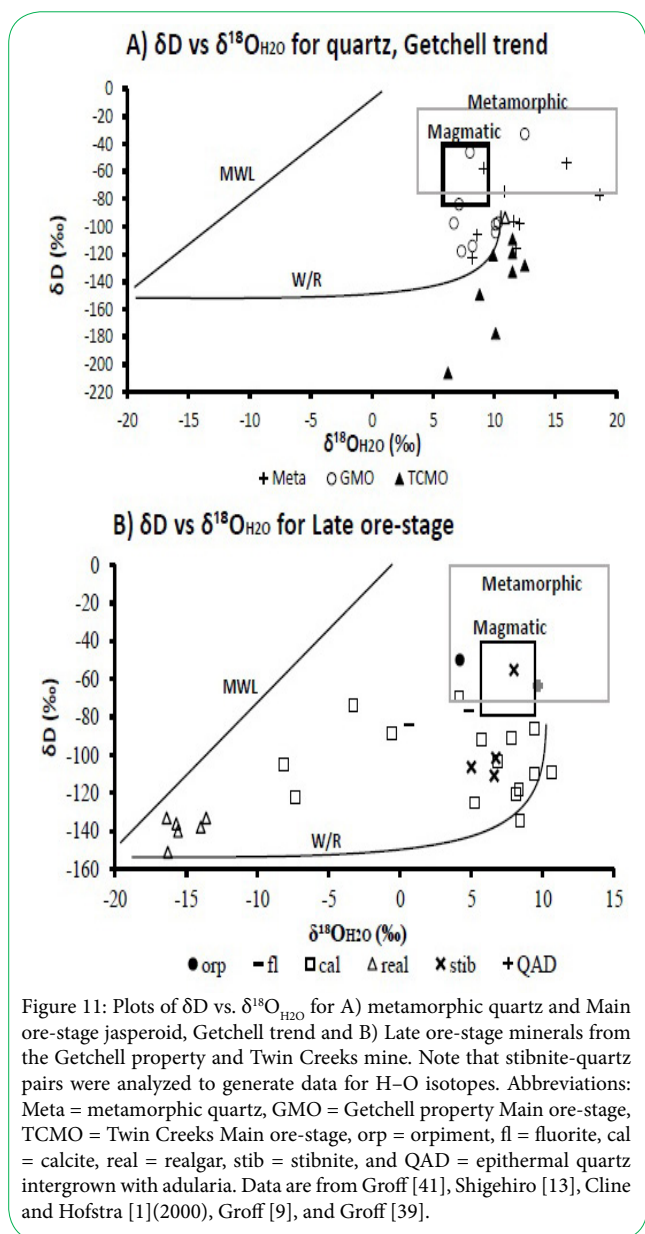 A) δD vs δ¹⁸O_H2O for quartz, Getchell trend
0
-20
-40
-60
-80
-100
-120
-140
-160
-180
-200
-220
δ D (‰)
MWL
Metamorphic
Magmatic
W/R
-20 -15 -10 -5 0 5 10 15 20
δ¹⁸O_H2O (‰)
+ Meta ○ GMO ▲ TCMO
B) δD vs δ¹⁸O_H2O for Late ore-stage
0
-20
-40
-60
-80
-100
-120
-140
-160
δD (‰)
Metamorphic
Magmatic
MWL
W/R
-20 -15 -10 -5 0 5 10 15
δ¹⁸O_H2O (‰)
● orp – fl □ cal △ real × stib + QAD
Figure 11: Plots of δD vs. δ¹⁸O_H2O for A) metamorphic quartz and Main
ore-stage jasperoid, Getchell trend and B) Late ore-stage minerals from
the Getchell property and Twin Creeks mine. Note that stibnite-quartz
pairs were analyzed to generate data for H–O isotopes. Abbreviations:
Meta = metamorphic quartz, GMO = Getchell property Main ore-stage,
TCMO = Twin Creeks Main ore-stage, orp = orpiment, fl = fluorite, cal
= calcite, real = realgar, stib = stibnite, and QAD = epithermal quartz
intergrown with adularia. Data are from Groff [41], Shigehiro [13], Cline
and Hofstra [1](2000), Groff [9], and Groff [39].